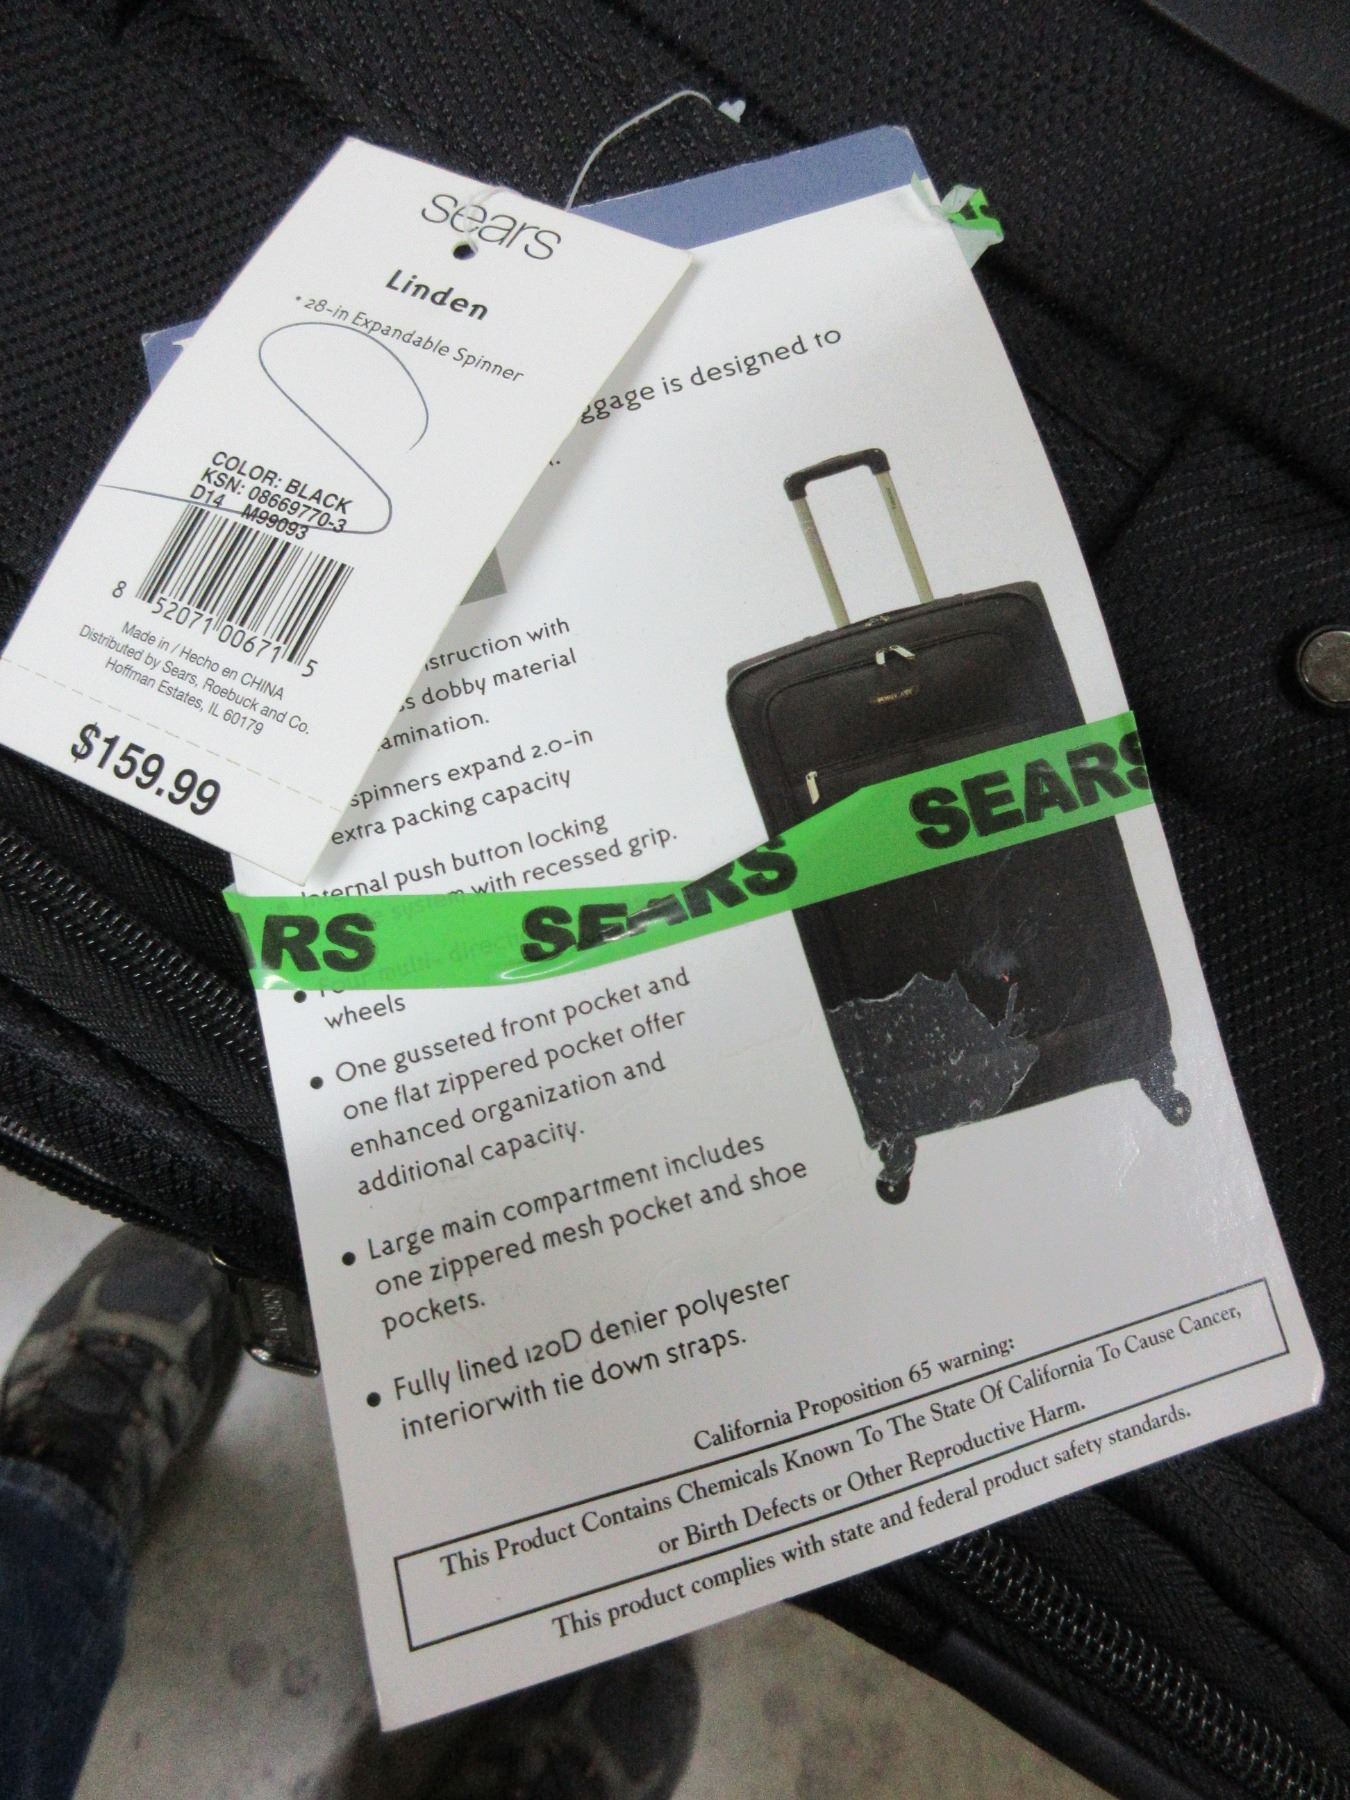 sears
Linden
* 28-in Expandable Spinner
COLOR: BLACK
KSN: 08669770-3
D14 M99093
8 52071 00671 5
Made in / Hecho en CHINA
Distributed by Sears, Roebuck and Co.
Hoffman Estates, IL 60179
$159.99
is designed to
with
dobby material
spinners expand 2.0-in
extra packing capacity
push button locking
system with recessed grip.
multi-
wheels
SEARS
SEARS
SEARS
• One gusseted front pocket and
one flat zippered pocket offer
enhanced organization and
additional capacity.
• Large main compartment includes
one zippered mesh pocket and shoe
pockets.
• Fully lined 120D denier polyester
interiorwith tie down straps.
California Proposition 65 warning:
This Product Contains Chemicals Known To The State Of California To Cause Cancer,
or Birth Defects or Other Reproductive Harm.
This product complies with state and federal product safety standards.